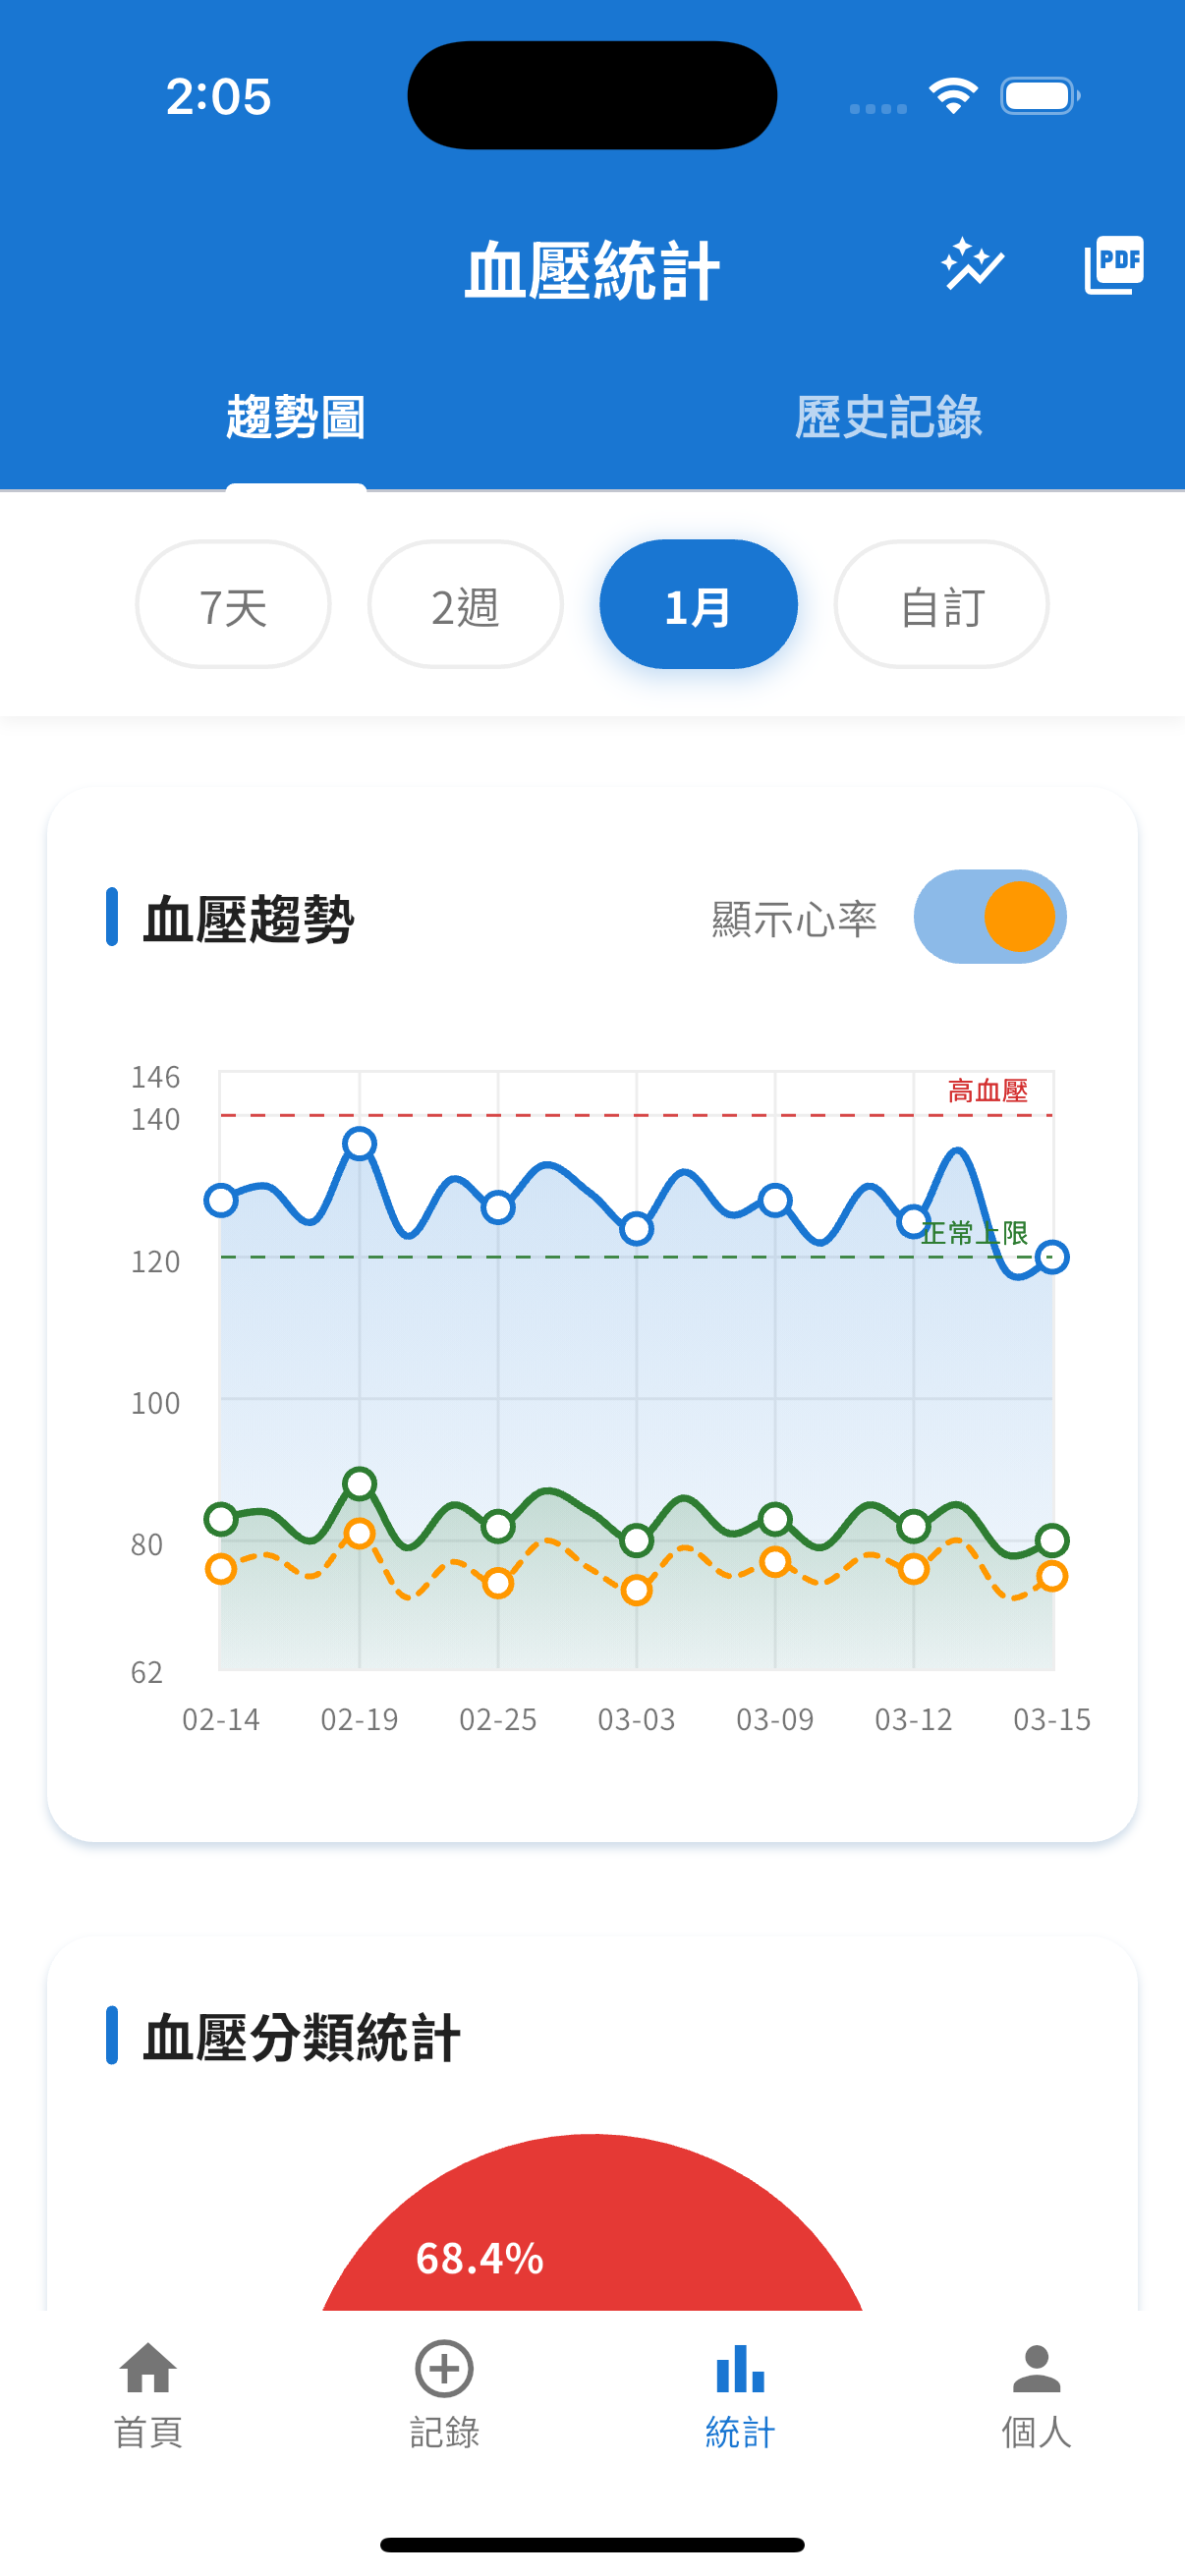 2:05
血壓統計
PDF
趨勢圖 歷史記錄
7天 2週 1月 自訂
血壓趨勢 顯示心率
146
高血壓
140
正常上限
120
100
80
62
02-14 02-19 02-25 03-03 03-09 03-12 03-15
血壓分類統計
68.4%
首頁 記錄 統計 個人